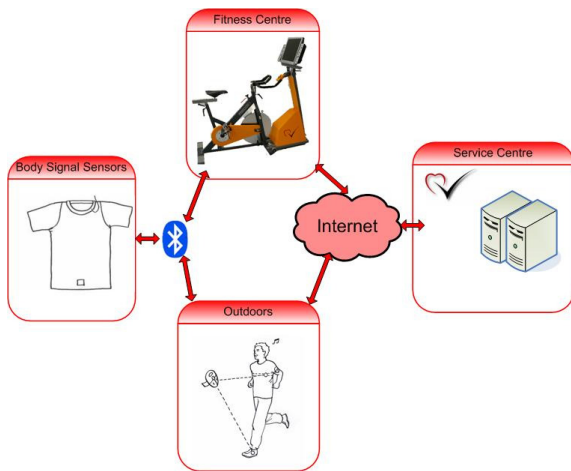 Fitness Centre
Body Signal Sensors
Service Centre
Internet
Outdoors